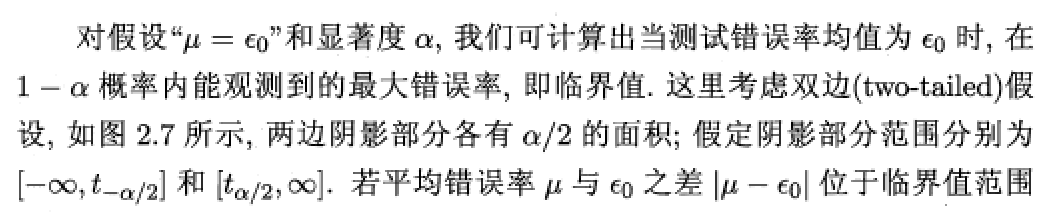 对假设“μ = ϵ₀”和显著度 α, 我们可计算出当测试错误率均值为 ϵ₀ 时, 在
1 − α 概率内能观测到的最大错误率, 即临界值. 这里考虑双边(two-tailed)假
设, 如图 2.7 所示, 两边阴影部分各有 α/2 的面积; 假定阴影部分范围分别为
[−∞, t₋α/₂] 和 [tα/₂, ∞]. 若平均错误率 μ 与 ϵ₀ 之差 |μ − ϵ₀| 位于临界值范围